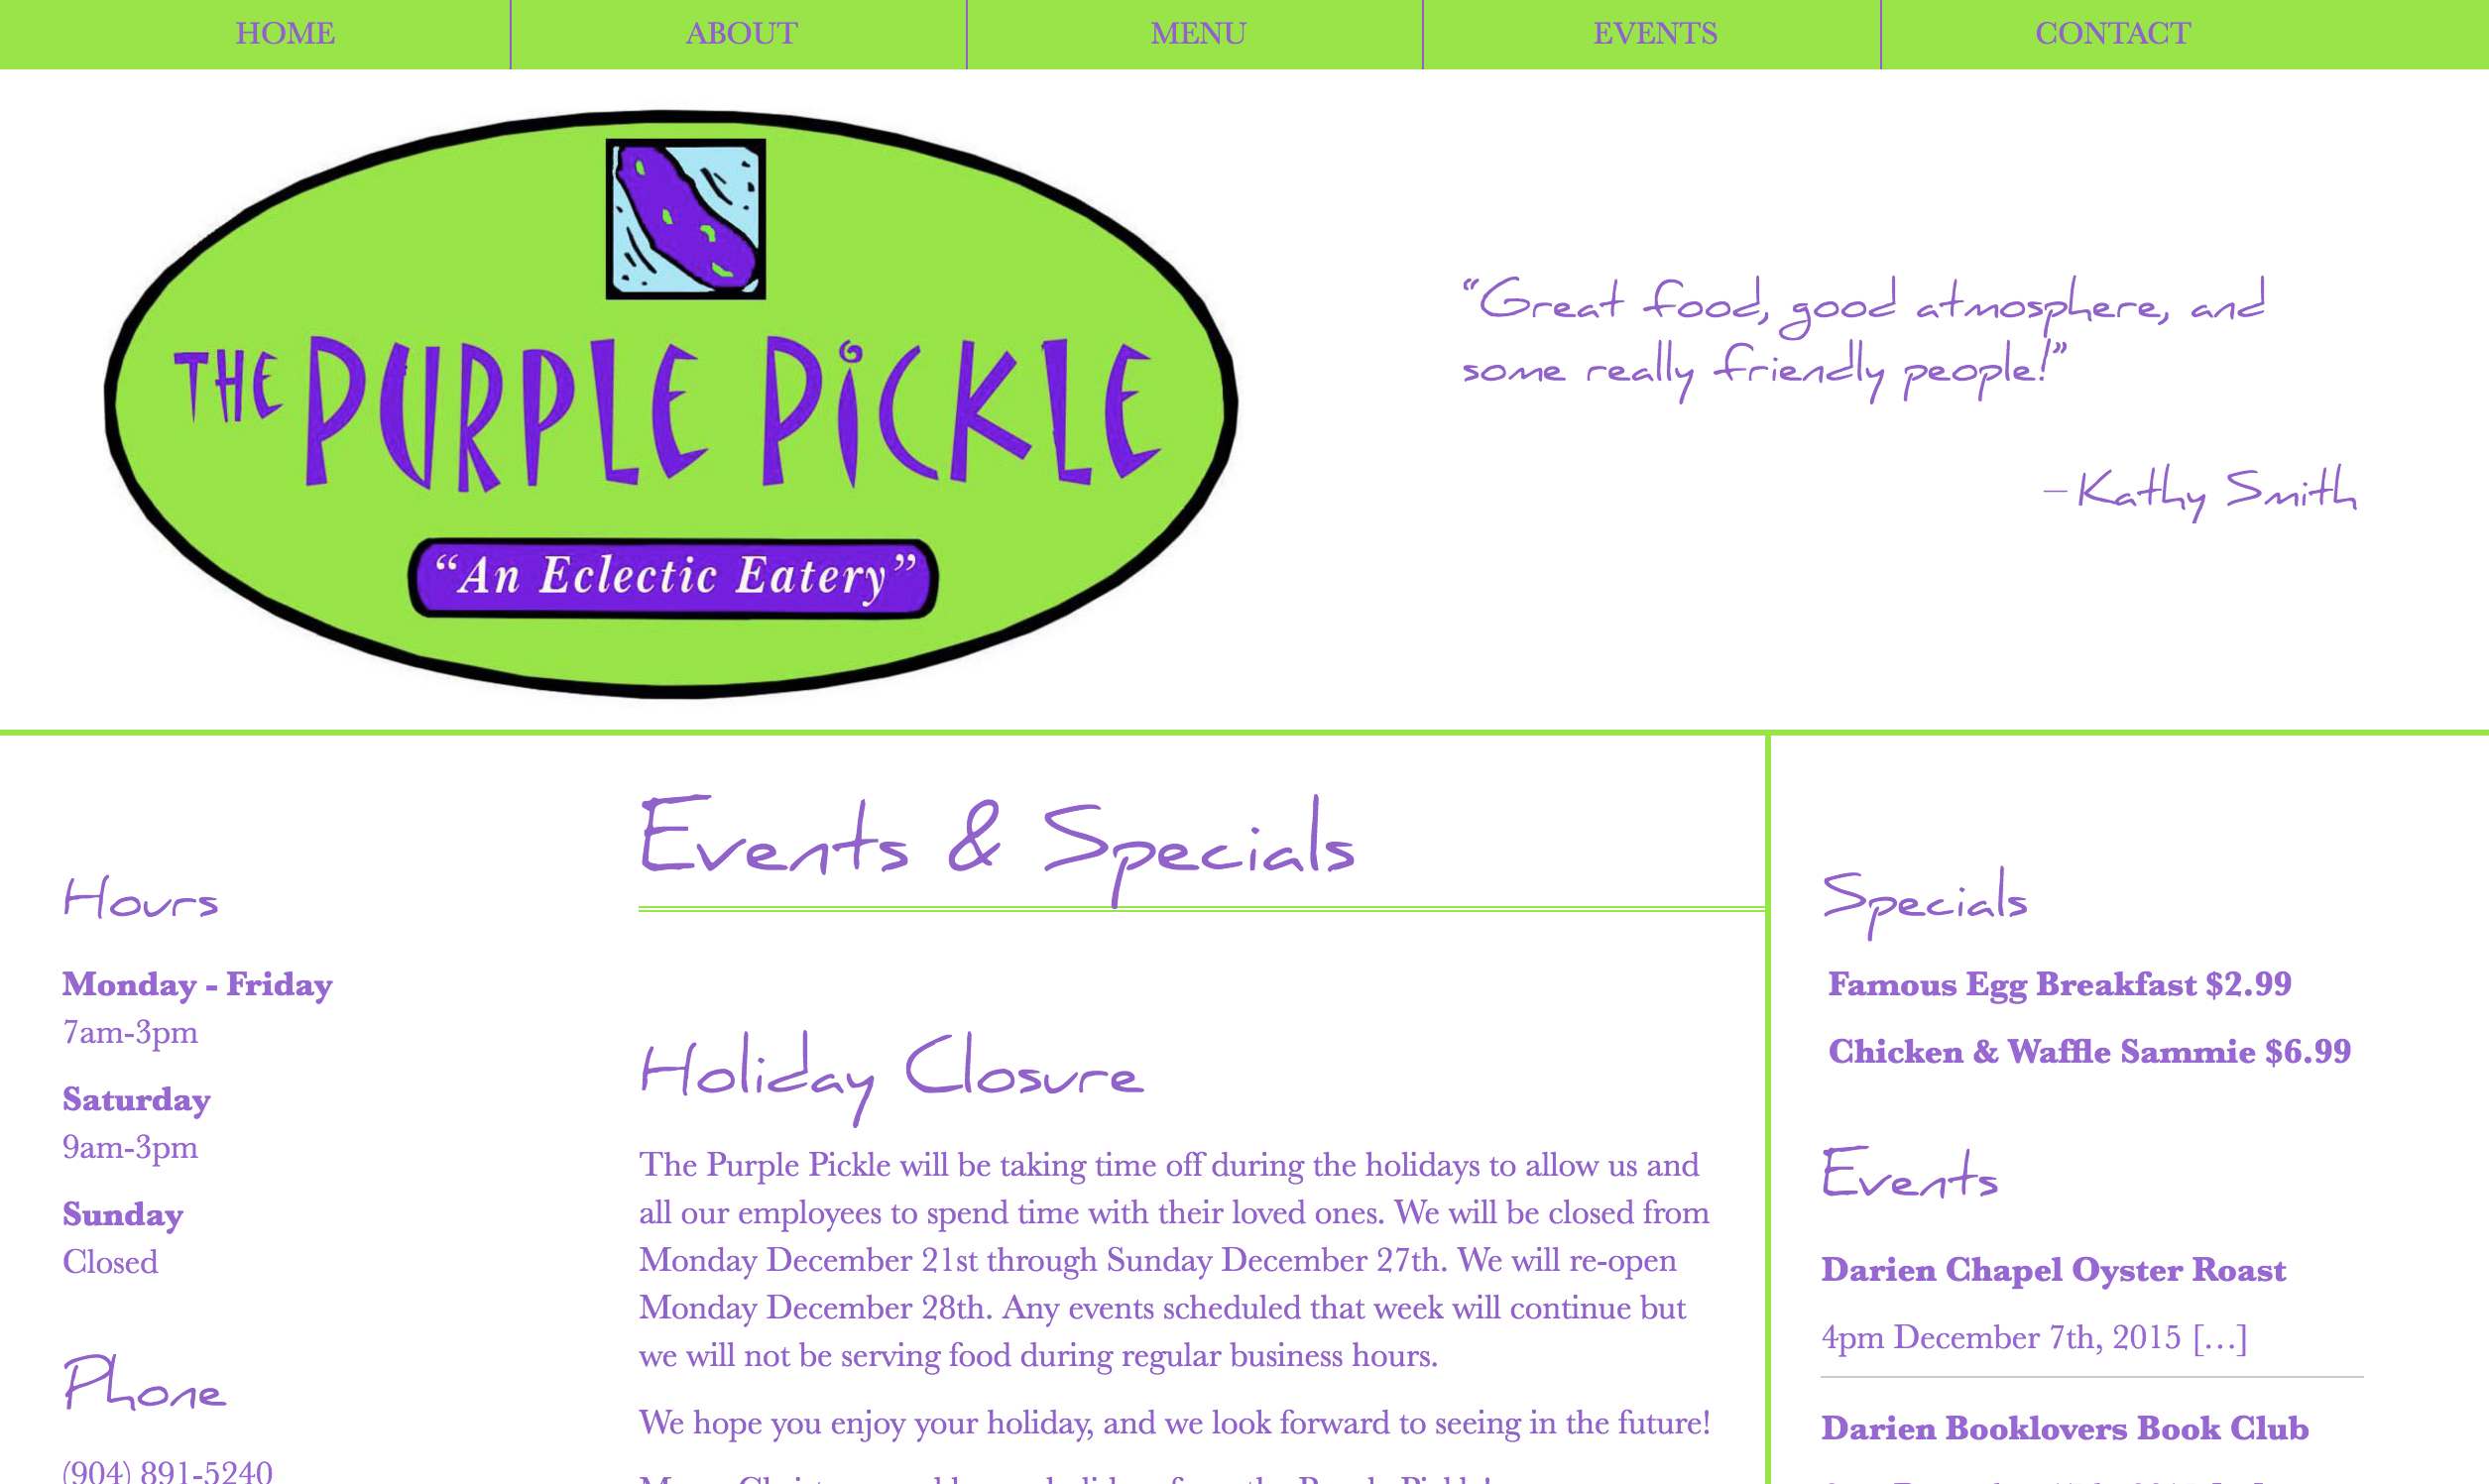 HOME ABOUT MENU EVENTS CONTACT
THE PURPLE PiCKLE
“An Eclectic Eatery”
“Great food, good atmosphere, and
some really friendly people!”
– Kathy Smith
Hours
Monday - Friday
7am-3pm
Saturday
9am-3pm
Sunday
Closed
Phone
(904) 891-5240
Events & Specials
Holiday Closure
The Purple Pickle will be taking time off during the holidays to allow us and
all our employees to spend time with their loved ones. We will be closed from
Monday December 21st through Sunday December 27th. We will re-open
Monday December 28th. Any events scheduled that week will continue but
we will not be serving food during regular business hours.
We hope you enjoy your holiday, and we look forward to seeing in the future!
Specials
Famous Egg Breakfast $2.99
Chicken & Waffle Sammie $6.99
Events
Darien Chapel Oyster Roast
4pm December 7th, 2015 […]
Darien Booklovers Book Club